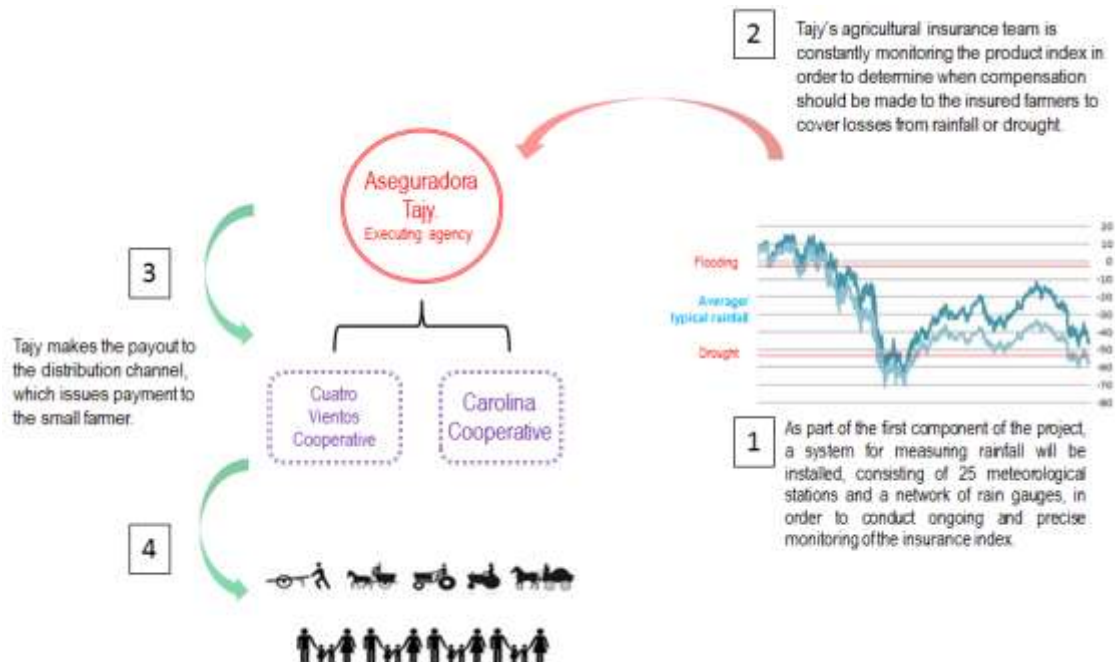 2
Tajy's agricultural insurance team is
constantly monitoring the product index in
order to determine when compensation
should be made to the insured farmers to
cover losses from rainfall or drought.
Aseguradora
Tajy.
Executing agency
3
Tajy makes the payout to
the distribution channel,
which issues payment to
the small farmer.
Cuatro
Vientos
Cooperative
Carolina
Cooperative
Flooding
Average/
typical rainfall
Drought
20
10
0
-10
-20
-30
-40
-50
-60
-70
-80
1
As part of the first component of the project,
a system for measuring rainfall will be
installed, consisting of 25 meteorological
stations and a network of rain gauges, in
order to conduct ongoing and precise
monitoring of the insurance index.
4